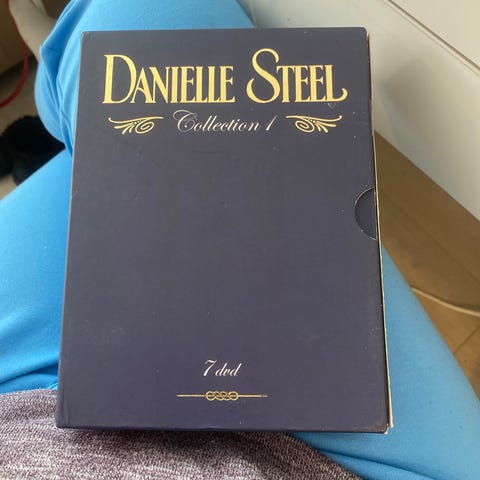 DANIELLE STEEL
Collection 1
7 dvd